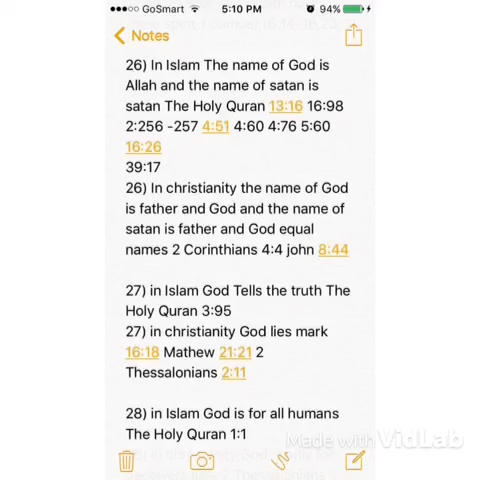 GoSmart 5:10 PM 94%
Notes
26) In Islam The name of God is
Allah and the name of satan is
satan The Holy Quran 13:16 16:98
2:256 -257 4:51 4:60 4:76 5:60
16:26
39:17
26) In christianity the name of God
is father and God and the name of
satan is father and God equal
names 2 Corinthians 4:4 john 8:44
27) in Islam God Tells the truth The
Holy Quran 3:95
27) in christianity God lies mark
16:18 Mathew 21:21 2
Thessalonians 2:11
28) in Islam God is for all humans
The Holy Quran 1:1
Made with VidLab